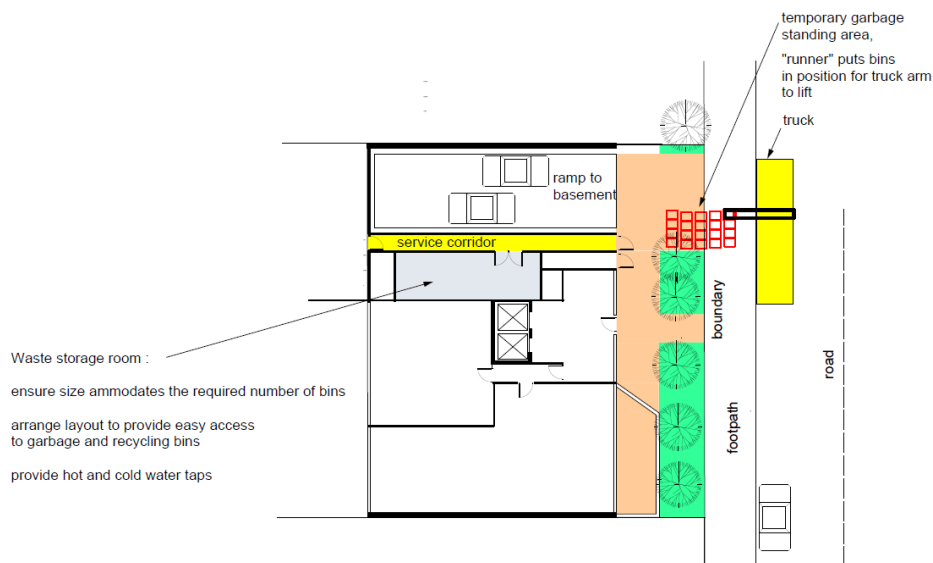 temporary garbage
standing area,
"runner" puts bins
in position for truck arm
to lift
truck
ramp to
basement
service corridor
boundary
road
footpath
Waste storage room :
ensure size ammodates the required number of bins
arrange layout to provide easy access
to garbage and recycling bins
provide hot and cold water taps